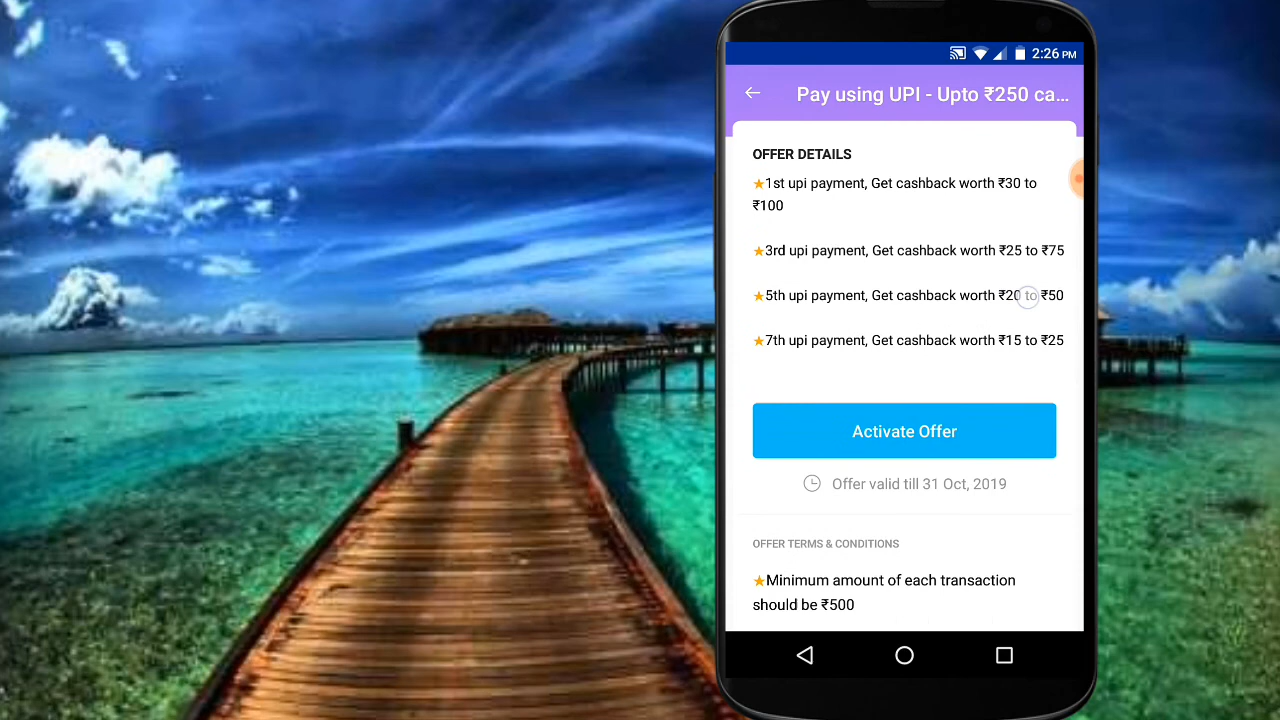 2:26 PM
Pay using UPI - Upto ₹250 ca...
OFFER DETAILS
★1st upi payment, Get cashback worth ₹30 to
₹100
★3rd upi payment, Get cashback worth ₹25 to ₹75
★5th upi payment, Get cashback worth ₹20 to ₹50
★7th upi payment, Get cashback worth ₹15 to ₹25
Activate Offer
Offer valid till 31 Oct, 2019
OFFER TERMS & CONDITIONS
★Minimum amount of each transaction
should be ₹500